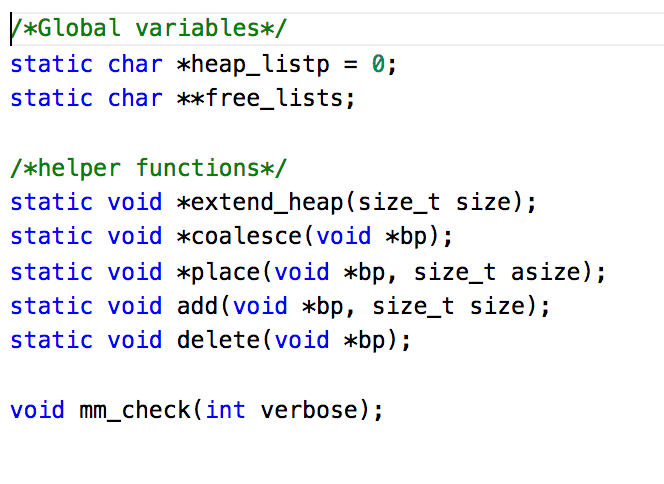 /*Global variables*/
static char *heap_listp = 0;
static char **free_lists;

/*helper functions*/
static void *extend_heap(size_t size);
static void *coalesce(void *bp);
static void *place(void *bp, size_t asize);
static void add(void *bp, size_t size);
static void delete(void *bp);

void mm_check(int verbose);